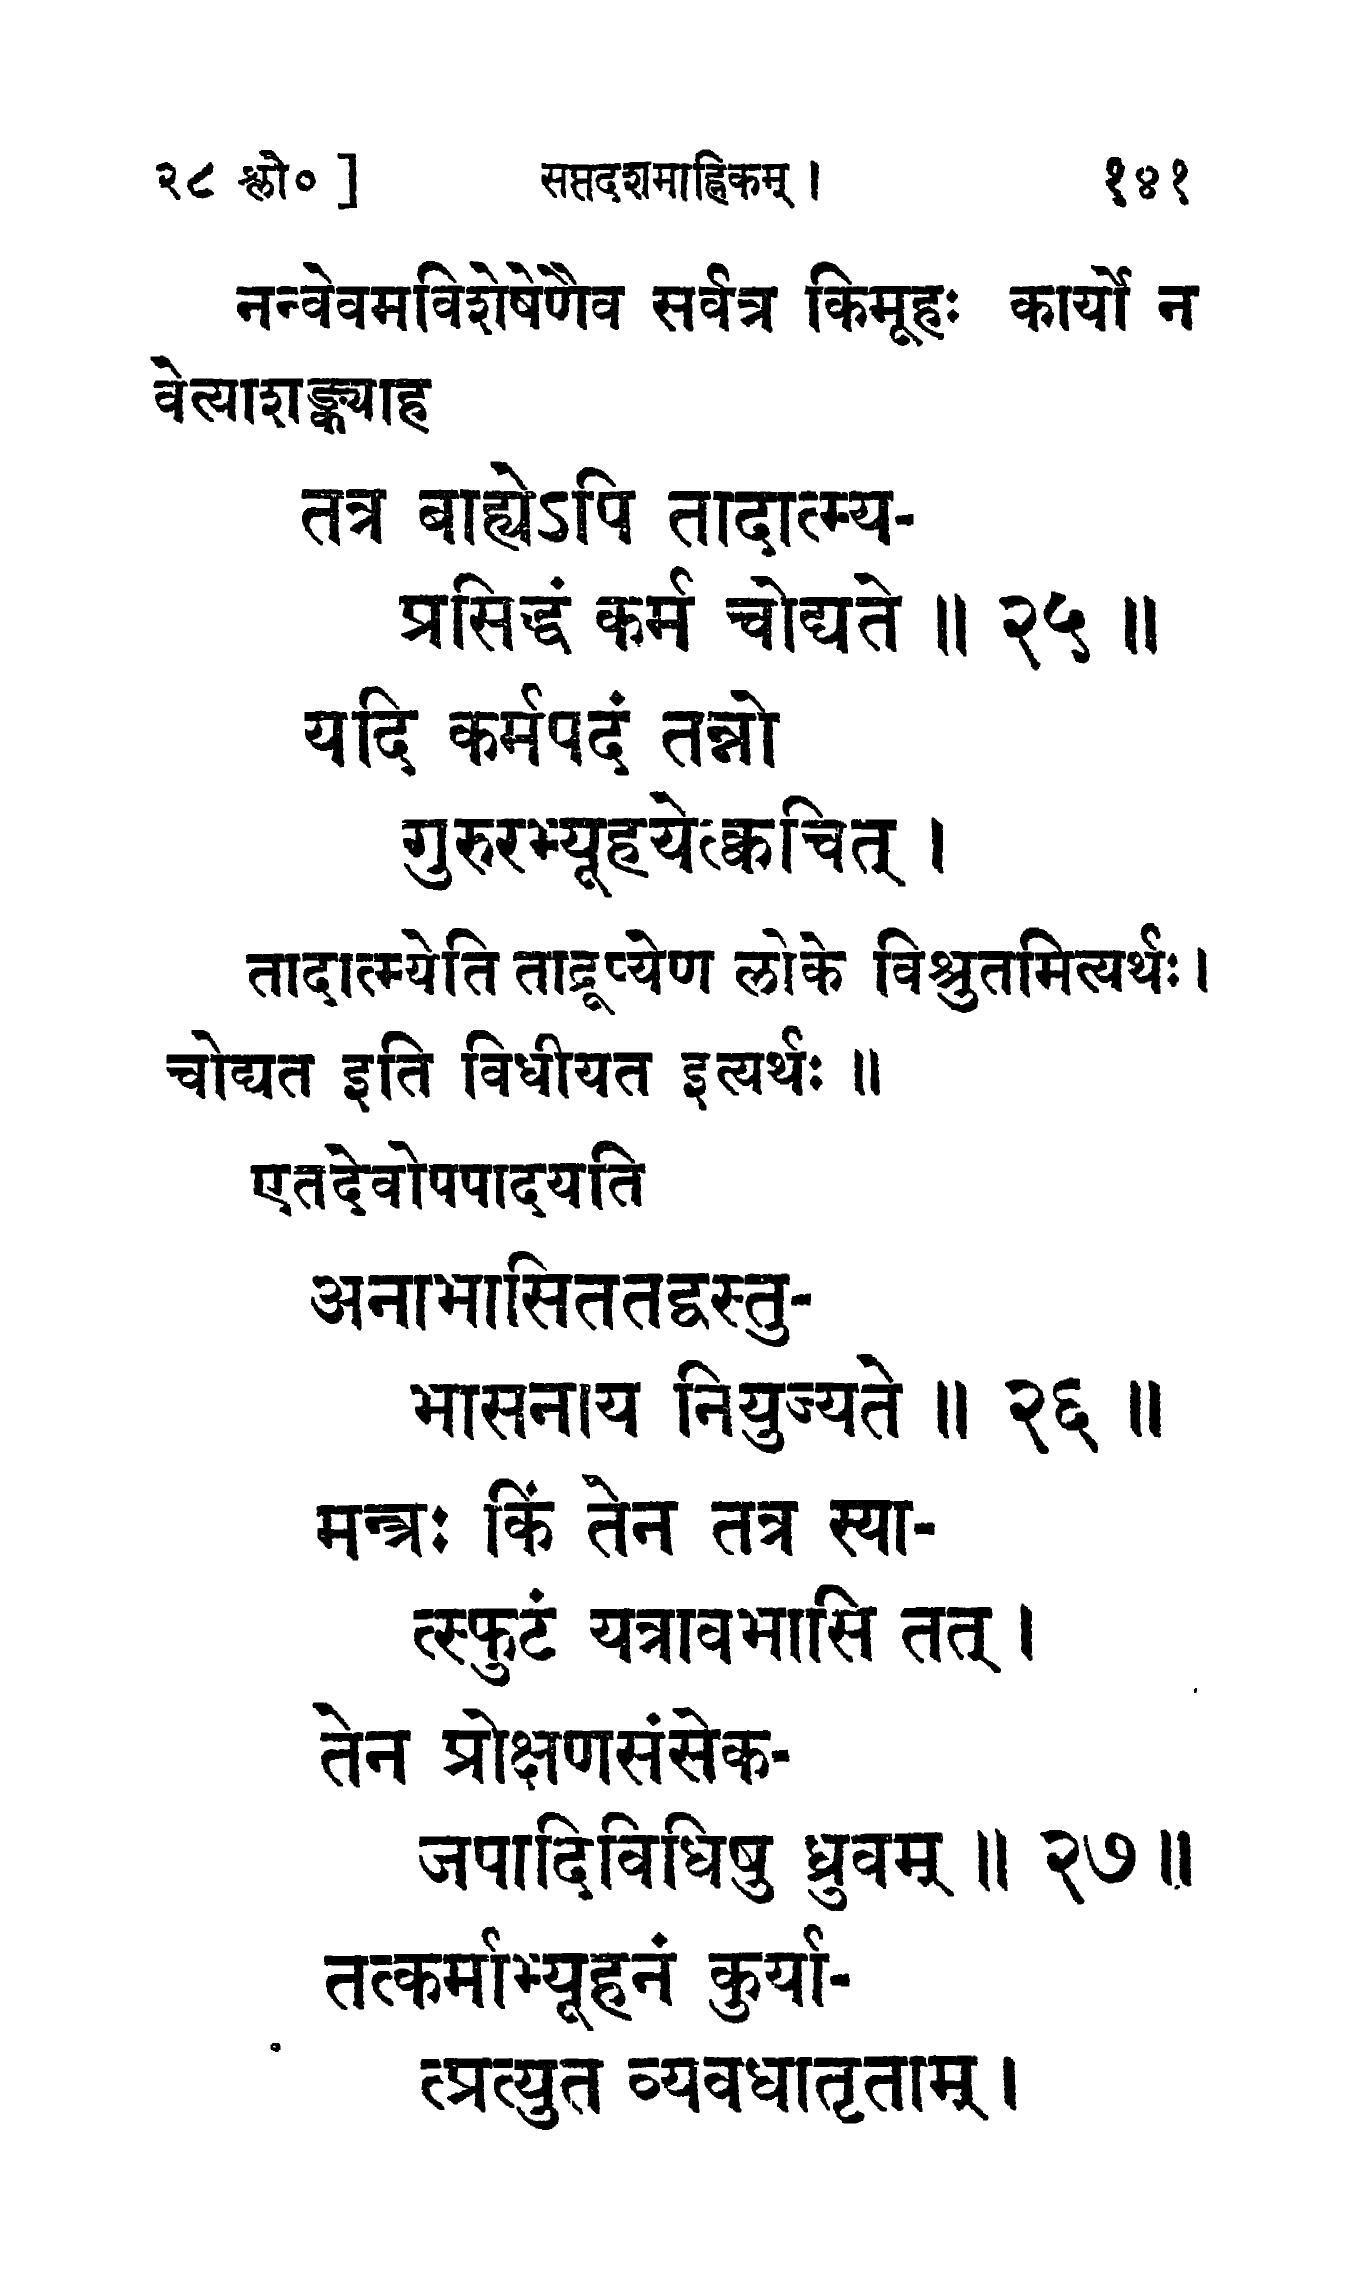 २८ श्लो० ] सप्तदशमाह्निकम् । १४१
नन्वेवमविशेषेणैव सर्वत्र किमूहः कार्यो न
वेत्याशङ्क्याह
तत्र बाह्येऽपि तादात्म्य-
प्रसिद्धं कर्म चोद्यते ॥ २५ ॥
यदि कर्मपदं तन्नो
गुरुरभ्यूहयेत्क्वचित् ।
तादात्म्येति ताद्रूप्येण लोके विश्रुतमित्यर्थः ।
चोद्यत इति विधीयत इत्यर्थः ॥
एतदेवोपपादयति
अनाभासिततद्वस्तु-
भासनाय नियुज्यते ॥ २६ ॥
मन्त्रः किं तेन तत्र स्या-
त्स्फुटं यत्रावभासि तत् ।
तेन प्रोक्षणसंसेक-
जपादिविधिषु ध्रुवम् ॥ २७ ॥
तत्कर्माभ्यूहनं कुर्या-
त्प्रत्युत व्यवधातृताम् ।